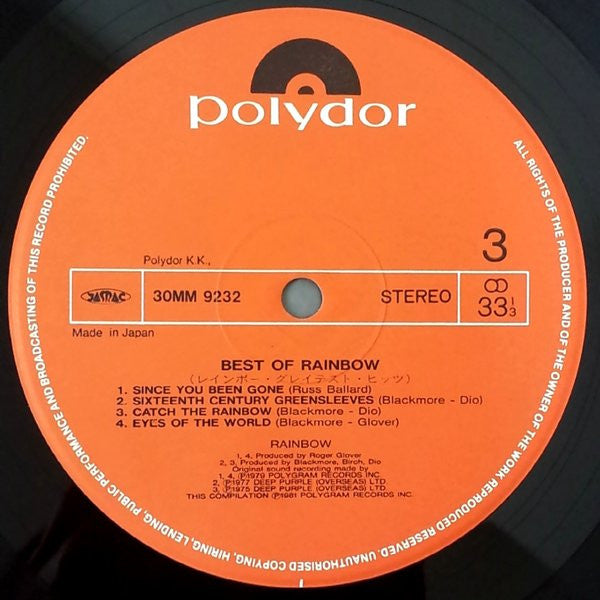 polydor
3
Polydor K.K.,
JASRAC
30MM 9232
STEREO
33 1/3
Made in Japan
BEST OF RAINBOW
(レインボー・グレイテスト・ヒッツ)
1. SINCE YOU BEEN GONE (Russ Ballard)
2. SIXTEENTH CENTURY GREENSLEEVES (Blackmore - Dio)
3. CATCH THE RAINBOW (Blackmore - Dio)
4. EYES OF THE WORLD (Blackmore - Glover)
RAINBOW
1, 4. Produced by Roger Glover
2, 3. Produced by Blackmore, Birch, Dio
Original sound recording made by
1, 4. Ⓟ1979 POLYGRAM RECORDS INC.
2. Ⓟ1977 DEEP PURPLE (OVERSEAS) LTD.
3. Ⓟ1975 DEEP PURPLE (OVERSEAS) LTD.
THIS COMPILATION Ⓟ1981 POLYGRAM RECORDS INC.
ALL RIGHTS OF THE PRODUCER AND OF THE OWNER OF THE WORK REPRODUCED RESERVED. UNAUTHORISED COPYING, HIRING, LENDING, PUBLIC PERFORMANCE AND BROADCASTING OF THIS RECORD PROHIBITED.